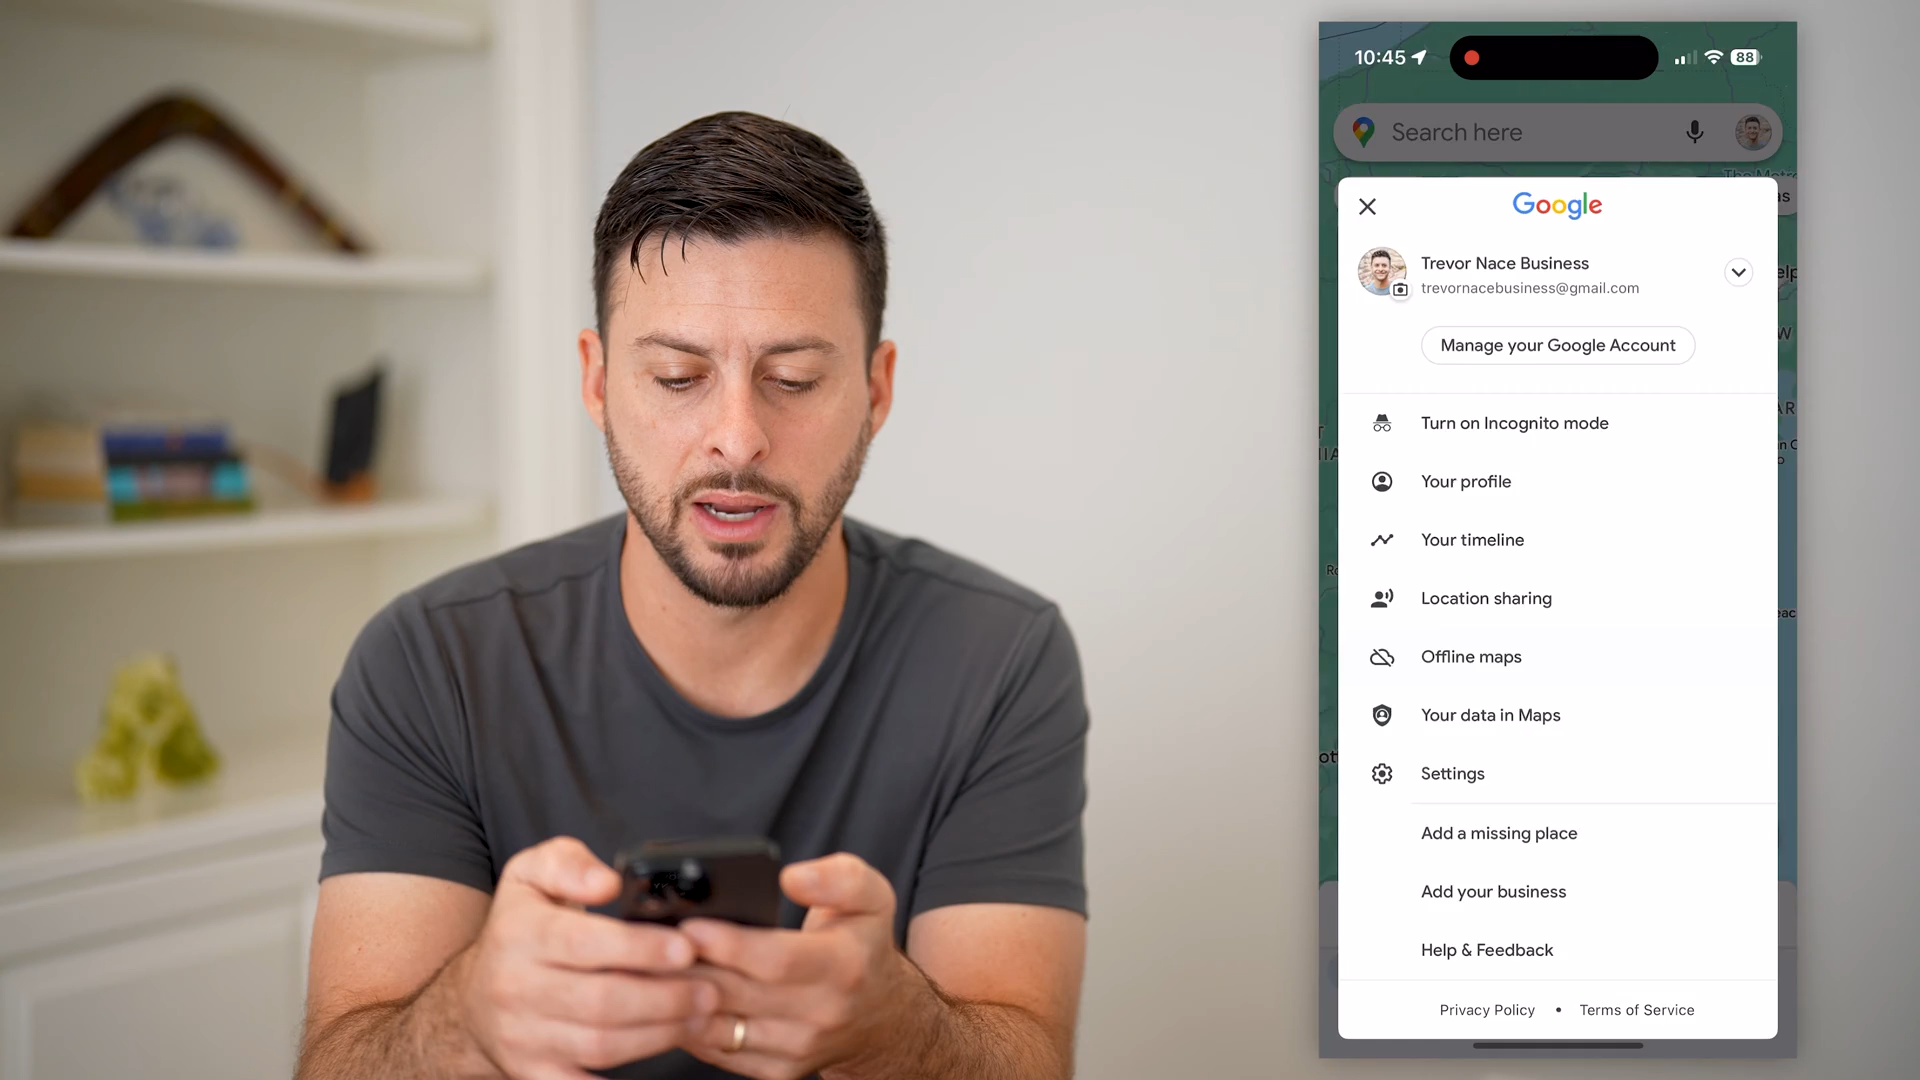 10:45
88
Search here
Google
Trevor Nace Business
trevornacebusiness@gmail.com
Manage your Google Account
Turn on Incognito mode
Your profile
Your timeline
Location sharing
Offline maps
Your data in Maps
Settings
Add a missing place
Add your business
Help & Feedback
Privacy Policy • Terms of Service